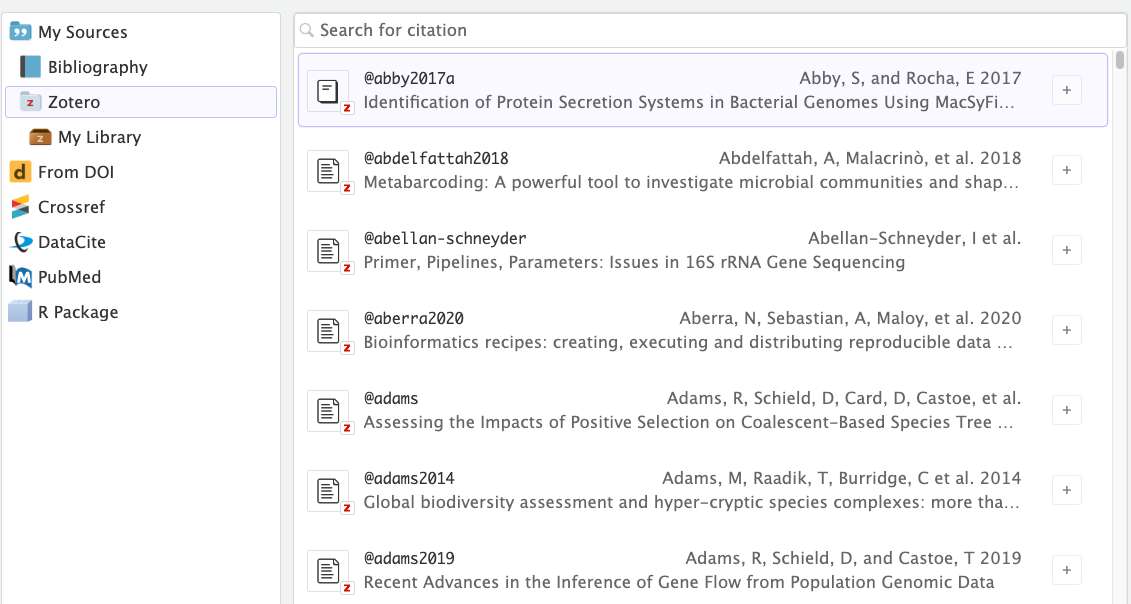 My Sources
Bibliography
Zotero
My Library
From DOI
Crossref
DataCite
PubMed
R Package
Search for citation
@abby2017a Abby, S, and Rocha, E 2017
Identification of Protein Secretion Systems in Bacterial Genomes Using MacSyFi...
@abdelfattah2018 Abdelfattah, A, Malacrinò, et al. 2018
Metabarcoding: A powerful tool to investigate microbial communities and shap...
@abellan-schneyder Abellan-Schneyder, I et al.
Primer, Pipelines, Parameters: Issues in 16S rRNA Gene Sequencing
@aberra2020 Aberra, N, Sebastian, A, Maloy, et al. 2020
Bioinformatics recipes: creating, executing and distributing reproducible data ...
@adams Adams, R, Schield, D, Card, D, Castoe, et al.
Assessing the Impacts of Positive Selection on Coalescent-Based Species Tree ...
@adams2014 Adams, M, Raadik, T, Burridge, C et al. 2014
Global biodiversity assessment and hyper-cryptic species complexes: more tha...
@adams2019 Adams, R, Schield, D, and Castoe, T 2019
Recent Advances in the Inference of Gene Flow from Population Genomic Data